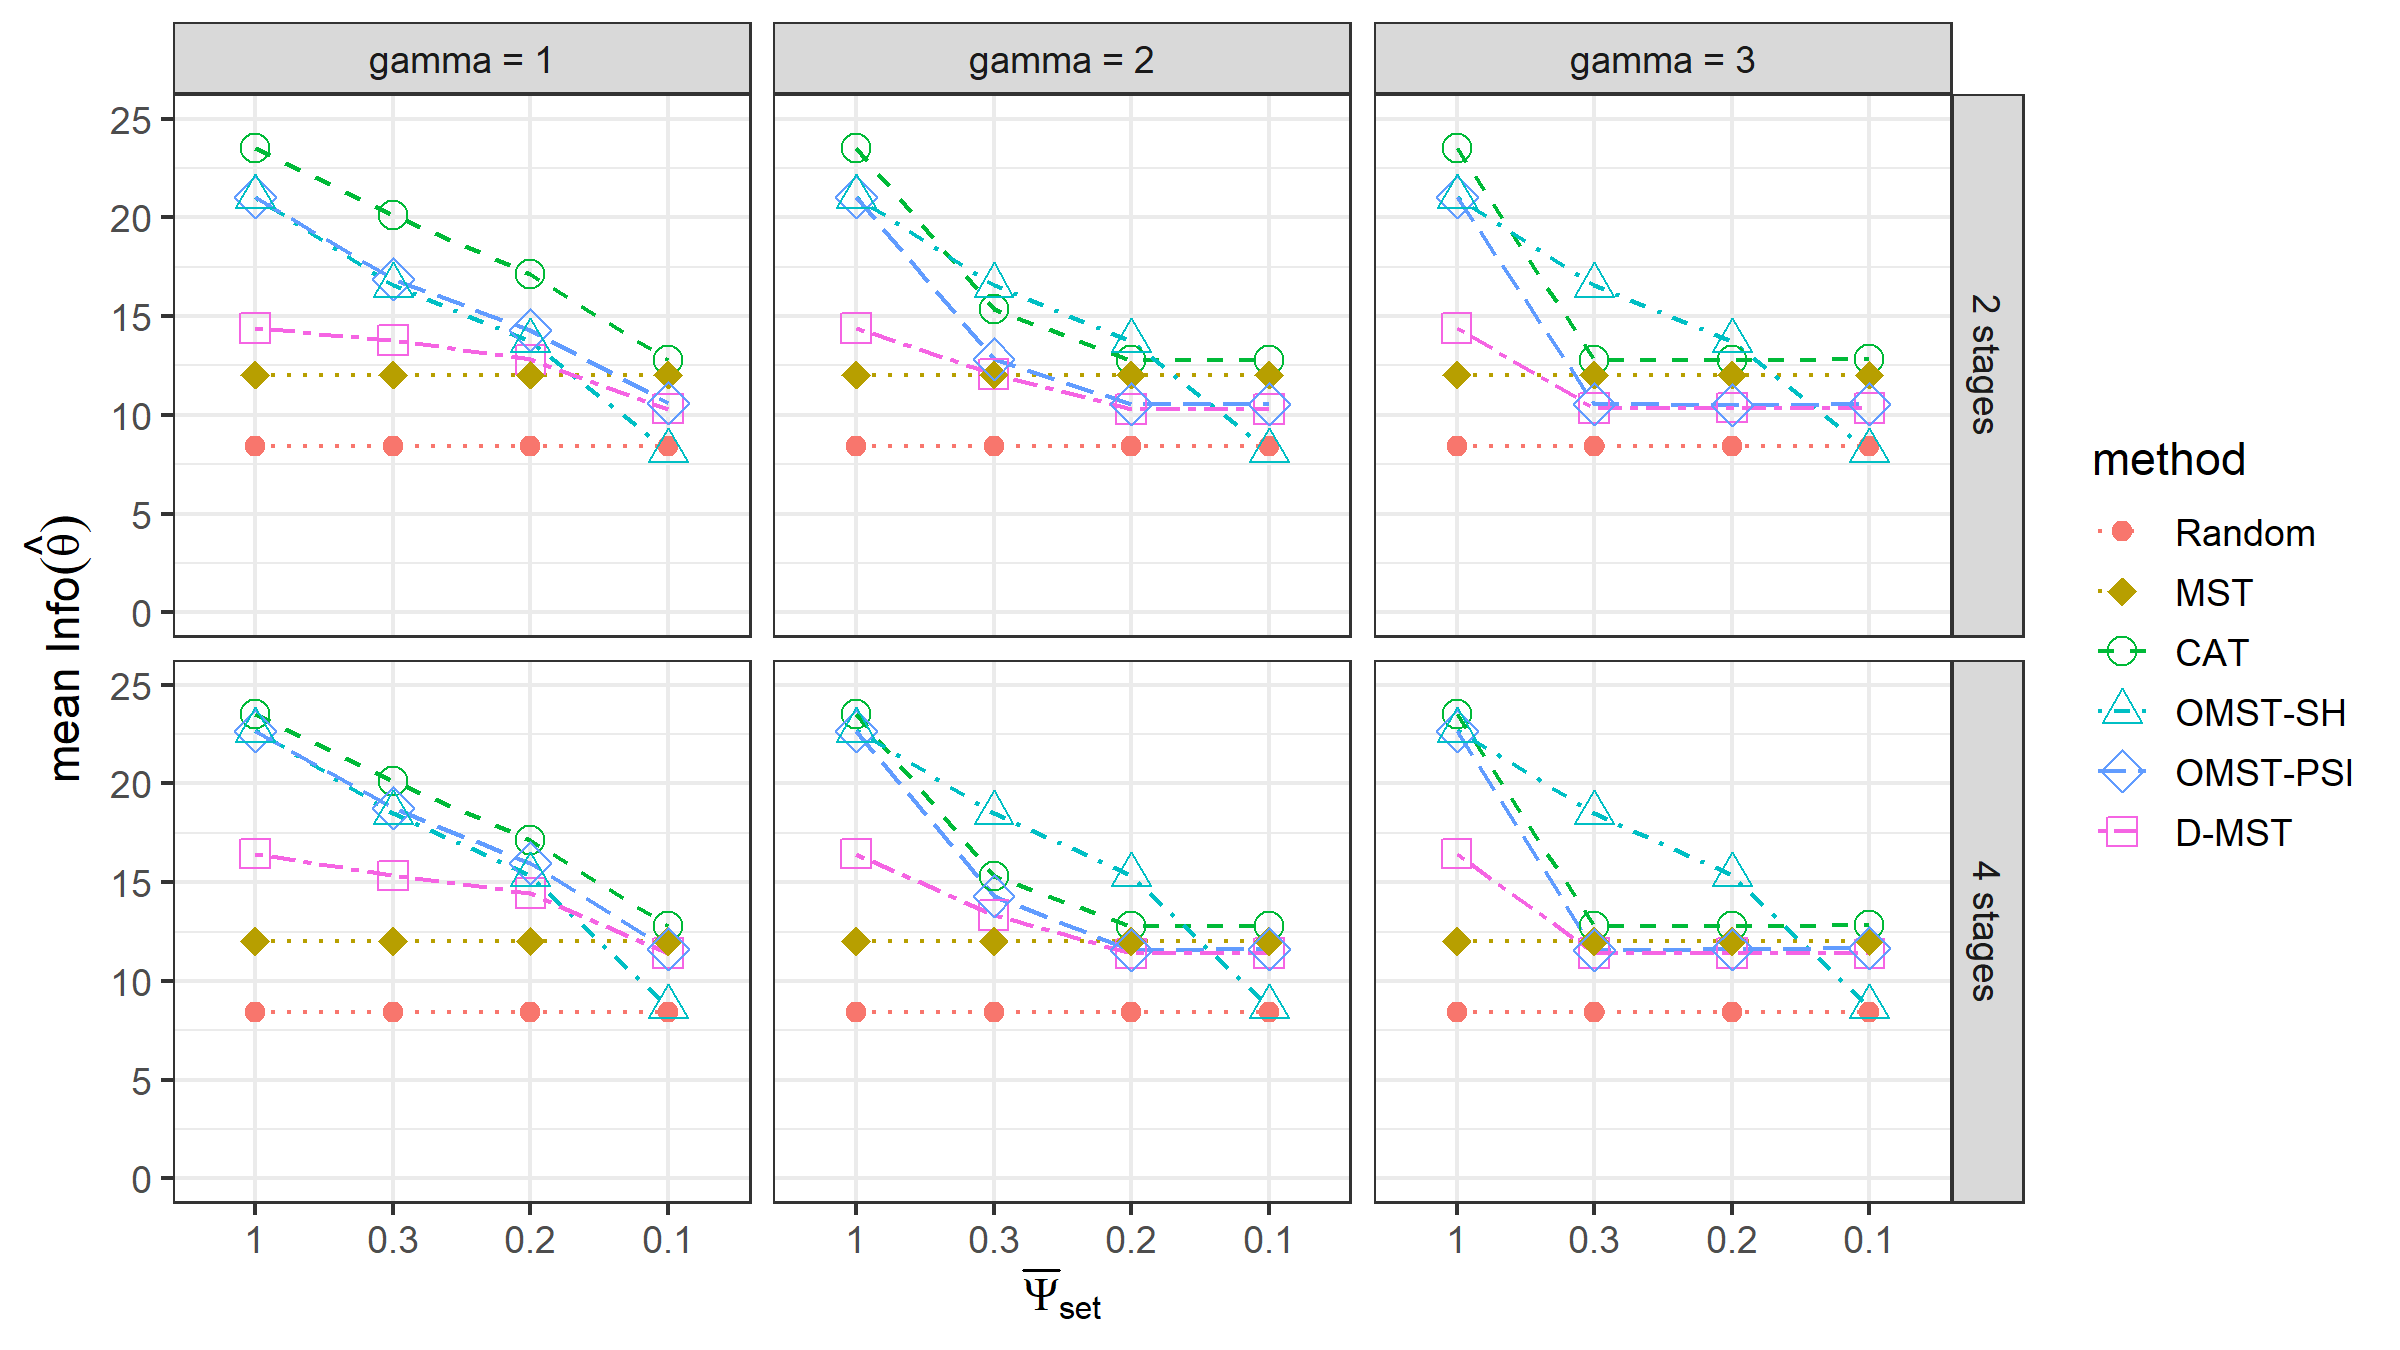 gamma = 1
gamma = 2
gamma = 3
25
20
15
10
5
0
2 stages
25
20
15
10
5
0
4 stages
mean Info(θ̂)
1 0.3 0.2 0.1
1 0.3 0.2 0.1
1 0.3 0.2 0.1
Ψ̅set
method
Random
MST
CAT
OMST-SH
OMST-PSI
D-MST